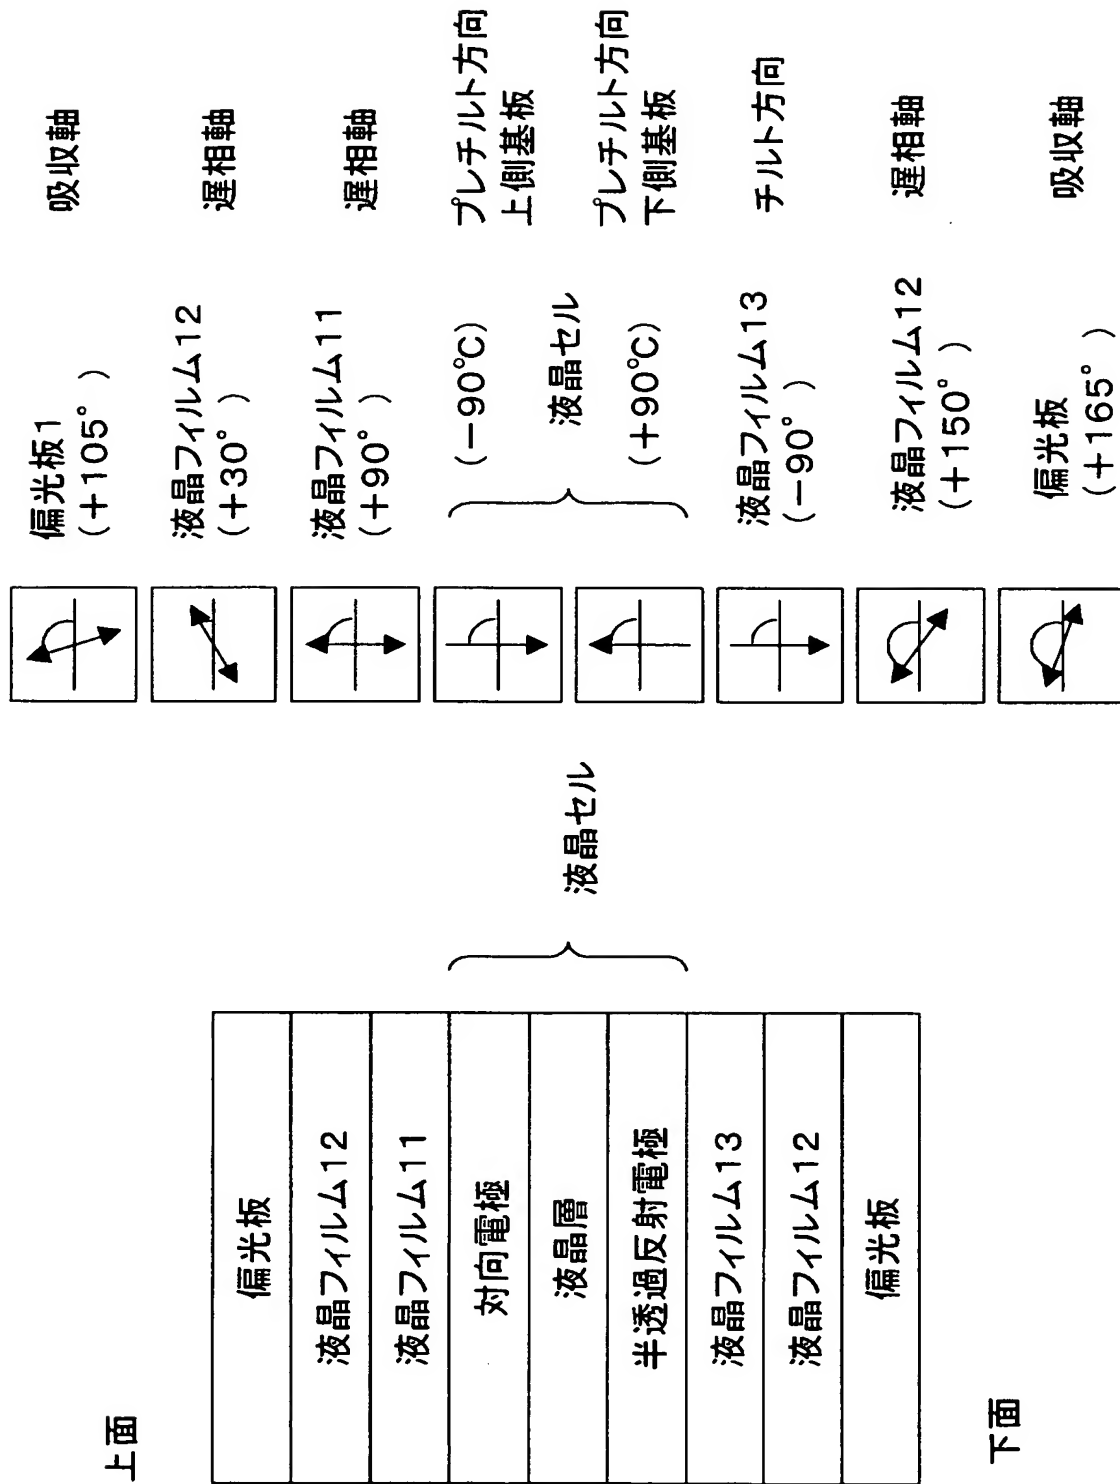 上面
偏光板
液晶フィルム12
液晶フィルム11
対向電極
液晶層
半透過反射電極
液晶フィルム13
液晶フィルム12
偏光板
下面
液晶セル
偏光板1
(+105°)
吸収軸
液晶フィルム12
(+30°)
遅相軸
液晶フィルム11
(+90°)
遅相軸
(-90℃)
プレチルト方向
上側基板
液晶セル
(+90℃)
プレチルト方向
下側基板
液晶フィルム13
(-90°)
チルト方向
液晶フィルム12
(+150°)
遅相軸
偏光板
(+165°)
吸収軸